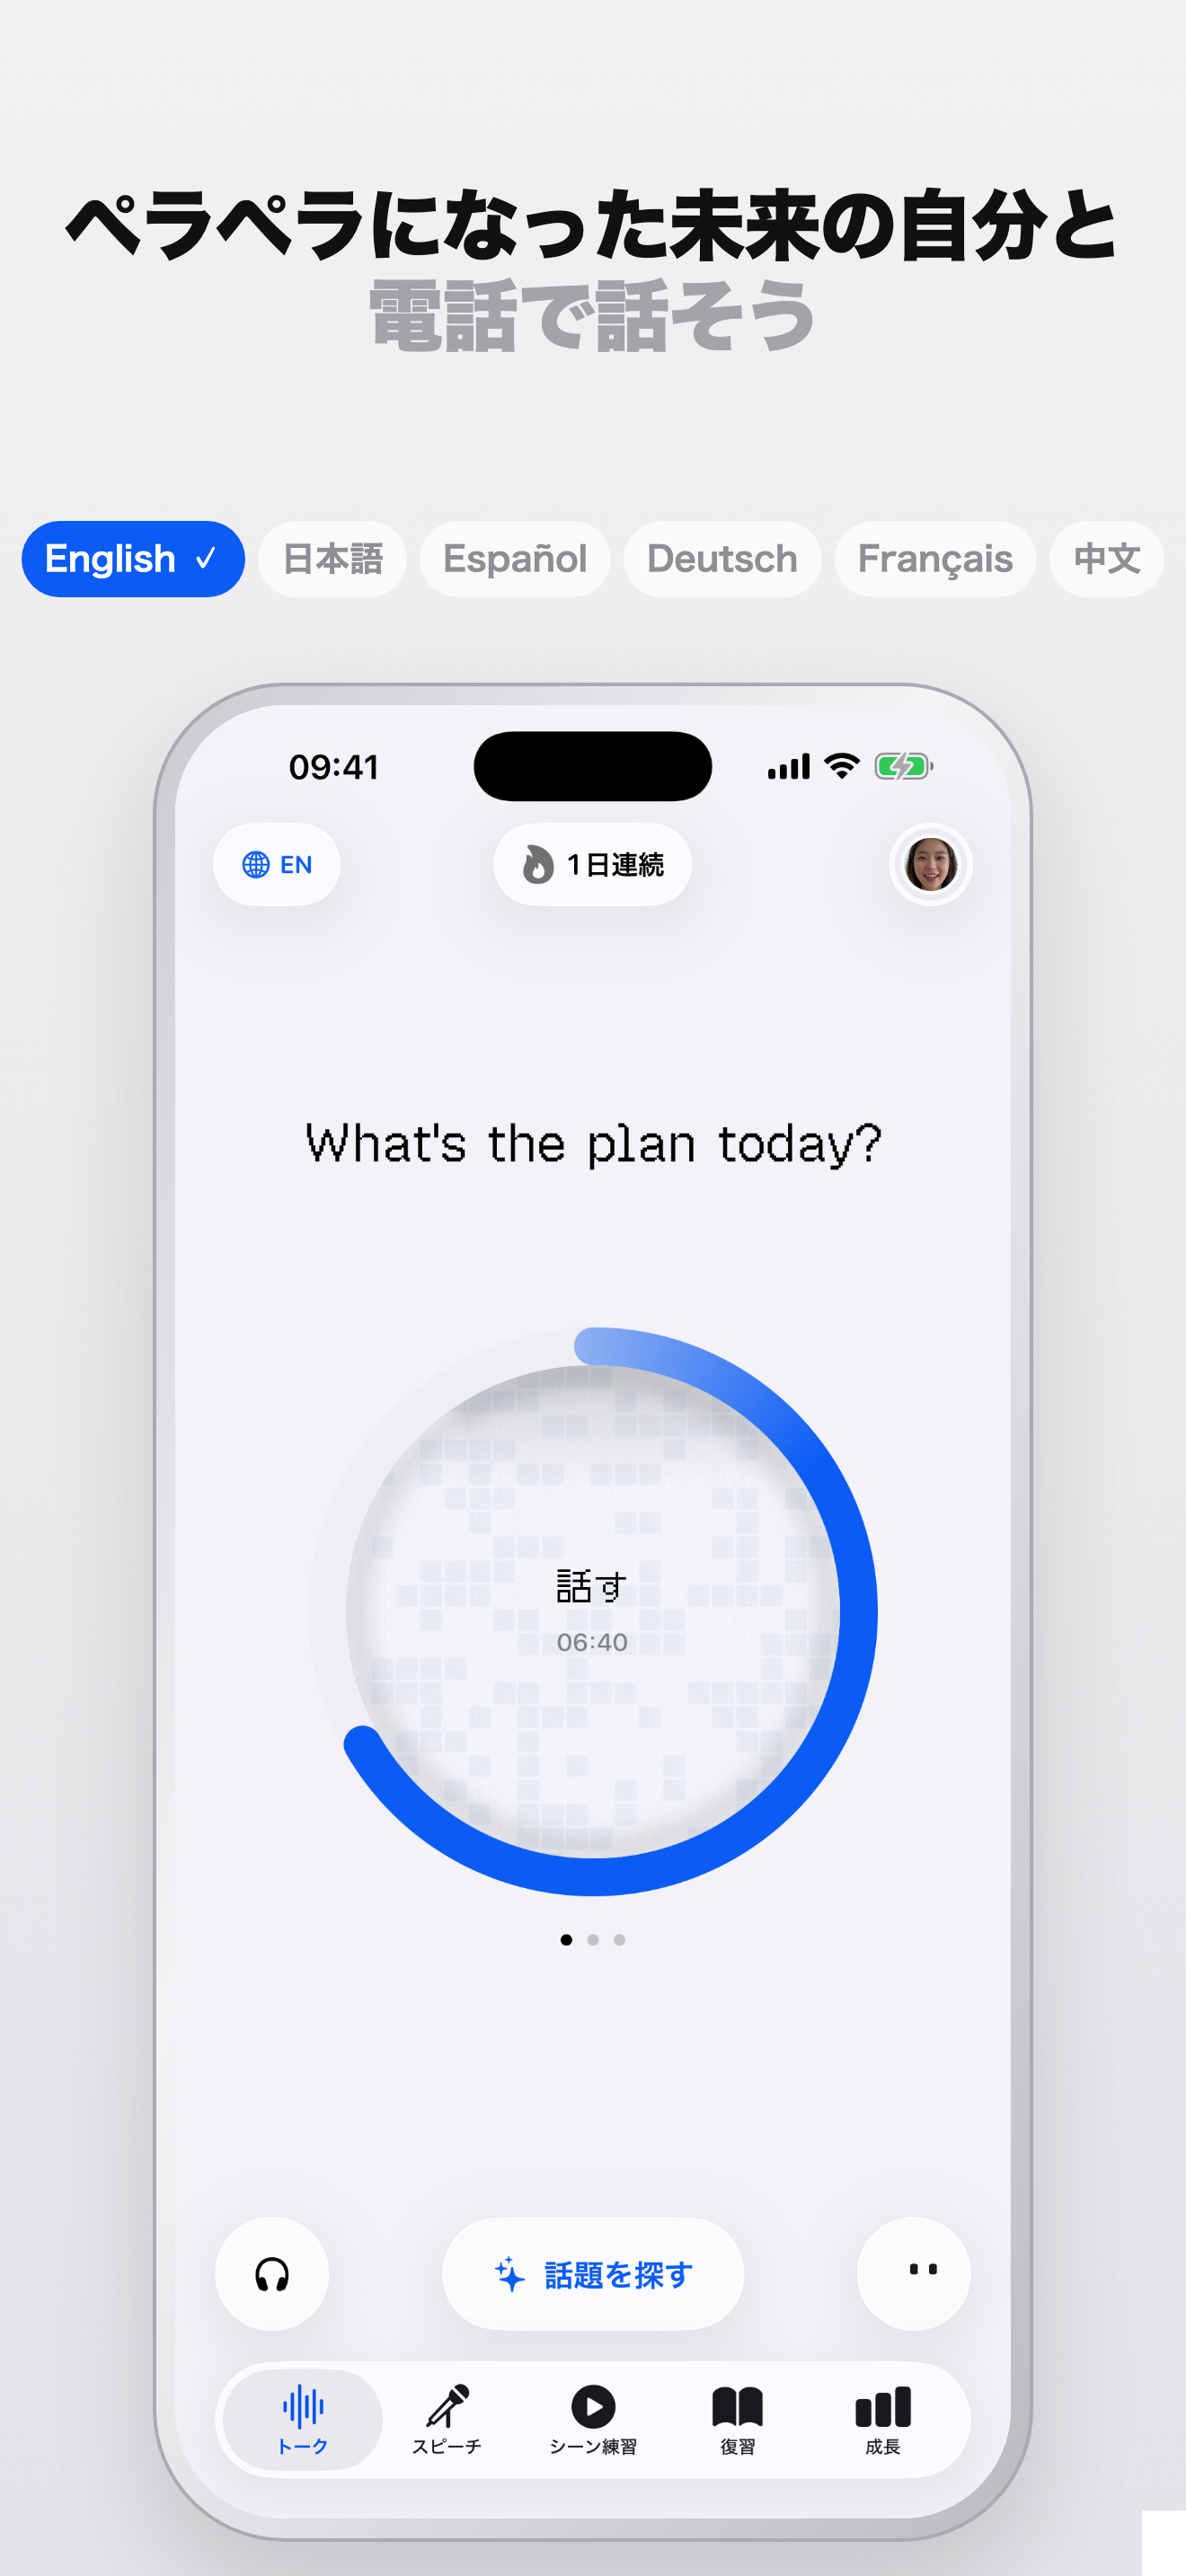 ペラペラになった未来の自分と
電話で話そう
English ✓ 日本語 Español Deutsch Français 中文
09:41
EN 1日連続
What's the plan today?
話す
06:40
話題を探す
トーク スピーチ シーン練習 復習 成長